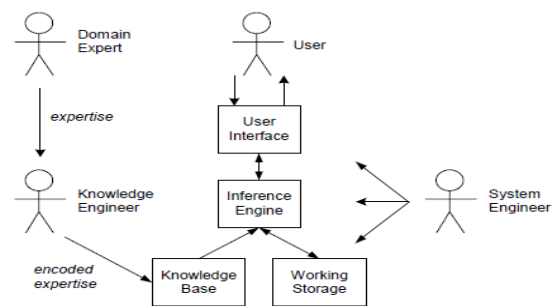 Domain
Expert
User
expertise
User
Interface
Knowledge
Engineer
Inference
Engine
System
Engineer
encoded
expertise
Knowledge
Base
Working
Storage